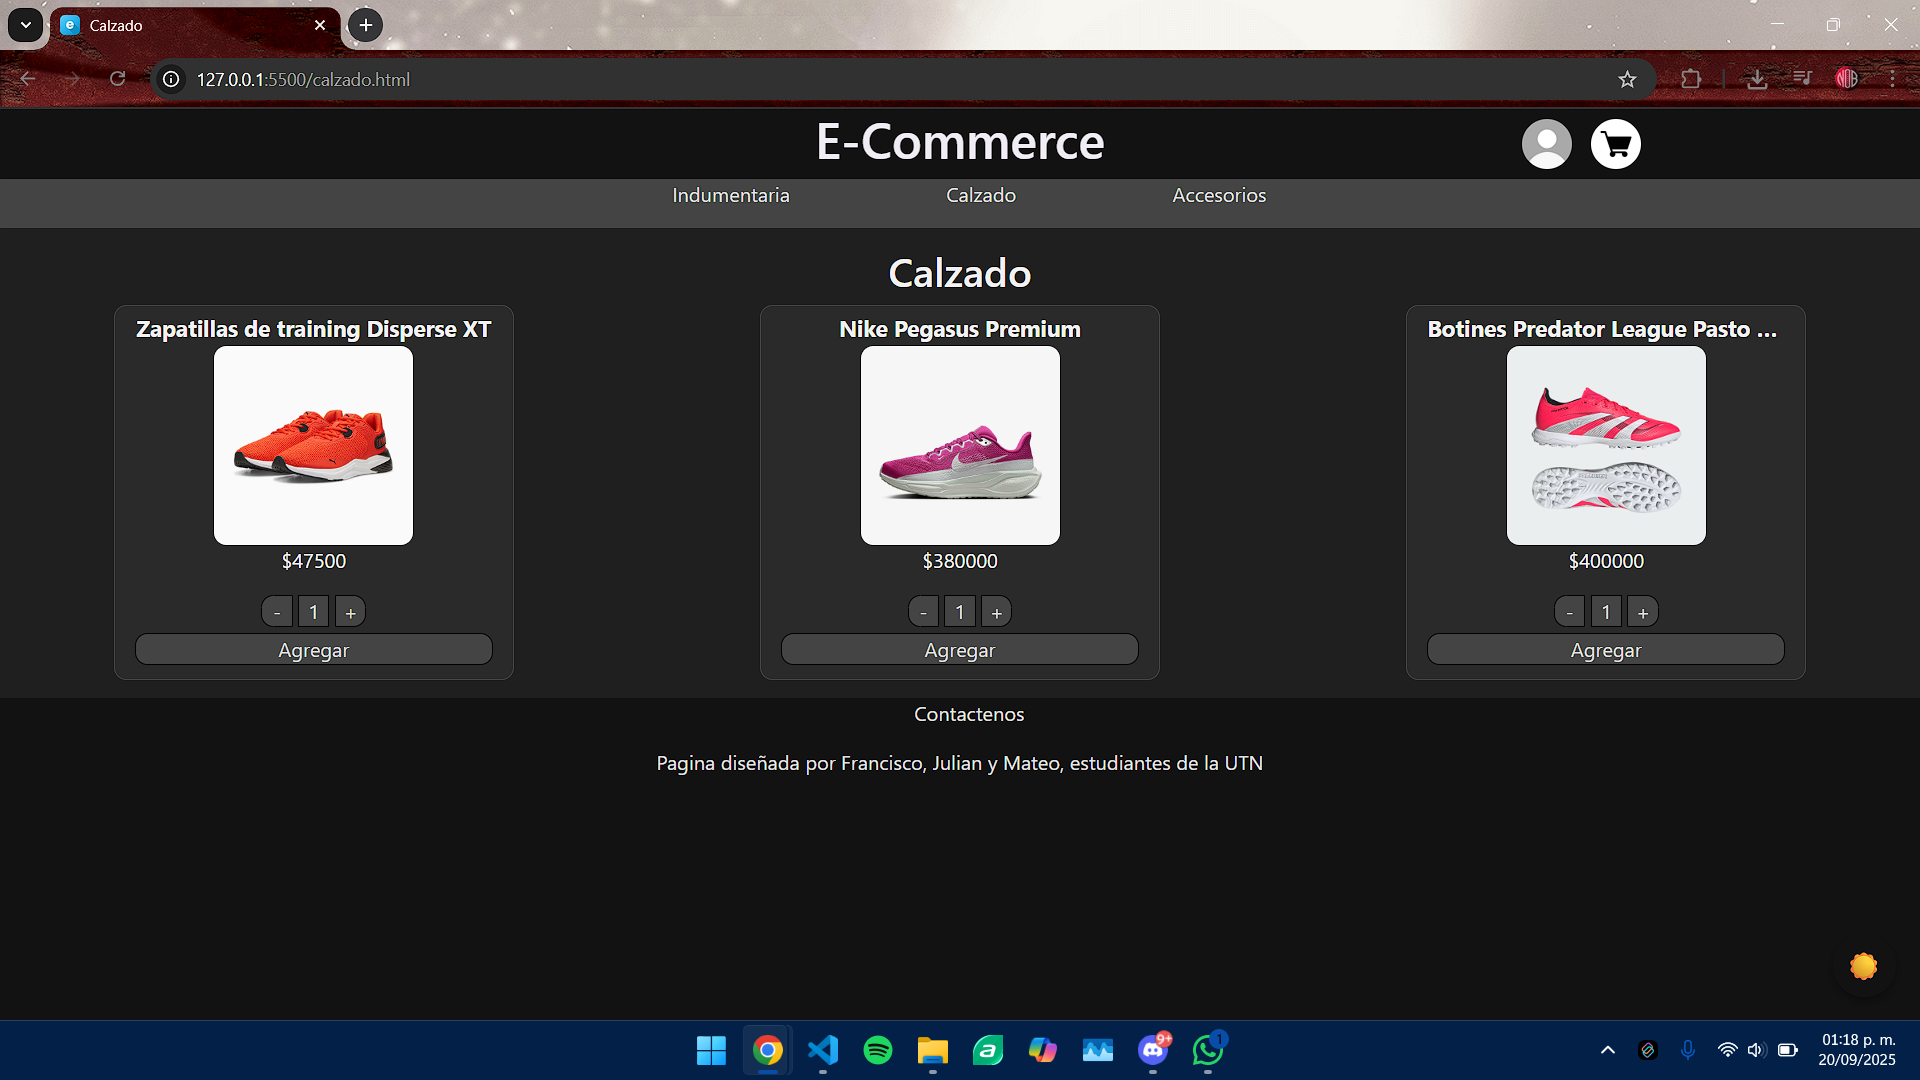 Calzado
127.0.0.1:5500/calzado.html
E-Commerce
Indumentaria Calzado Accesorios
Calzado
Zapatillas de training Disperse XT
$47500
- 1 +
Agregar
Nike Pegasus Premium
$380000
- 1 +
Agregar
Botines Predator League Pasto ...
$400000
- 1 +
Agregar
Contactenos
Pagina diseñada por Francisco, Julian y Mateo, estudiantes de la UTN
9+
1
01:18 p. m.
20/09/2025